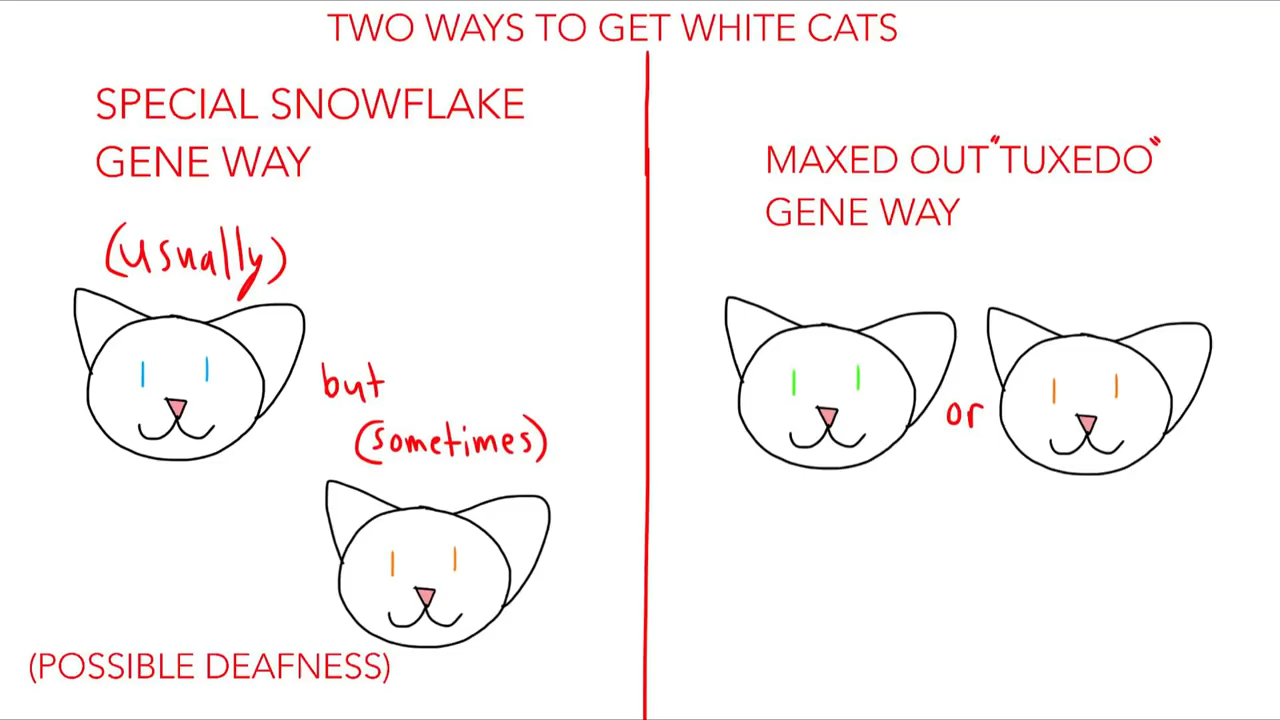 TWO WAYS TO GET WHITE CATS
SPECIAL SNOWFLAKE
GENE WAY
(usually)
but
(sometimes)
(POSSIBLE DEAFNESS)
MAXED OUT "TUXEDO"
GENE WAY
or